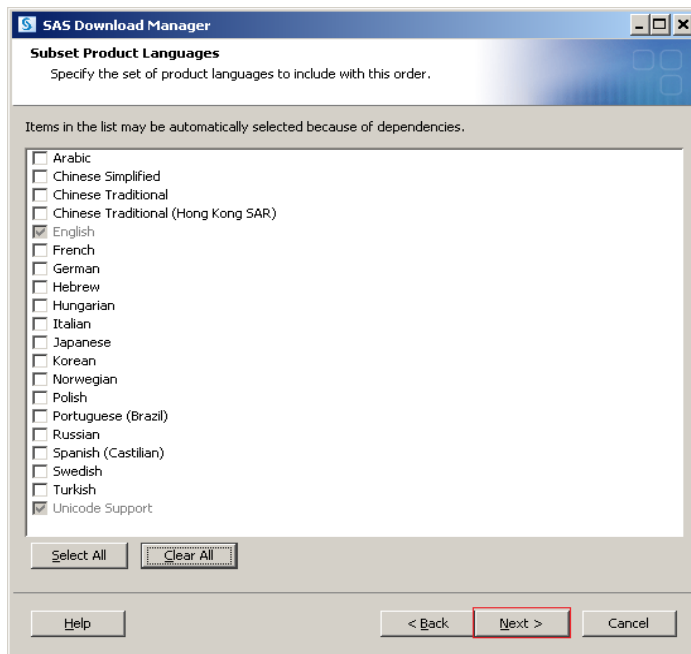 SAS Download Manager
Subset Product Languages
Specify the set of product languages to include with this order.
Items in the list may be automatically selected because of dependencies.
Arabic
Chinese Simplified
Chinese Traditional
Chinese Traditional (Hong Kong SAR)
English
French
German
Hebrew
Hungarian
Italian
Japanese
Korean
Norwegian
Polish
Portuguese (Brazil)
Russian
Spanish (Castilian)
Swedish
Turkish
Unicode Support
Select All Clear All
Help < Back Next > Cancel